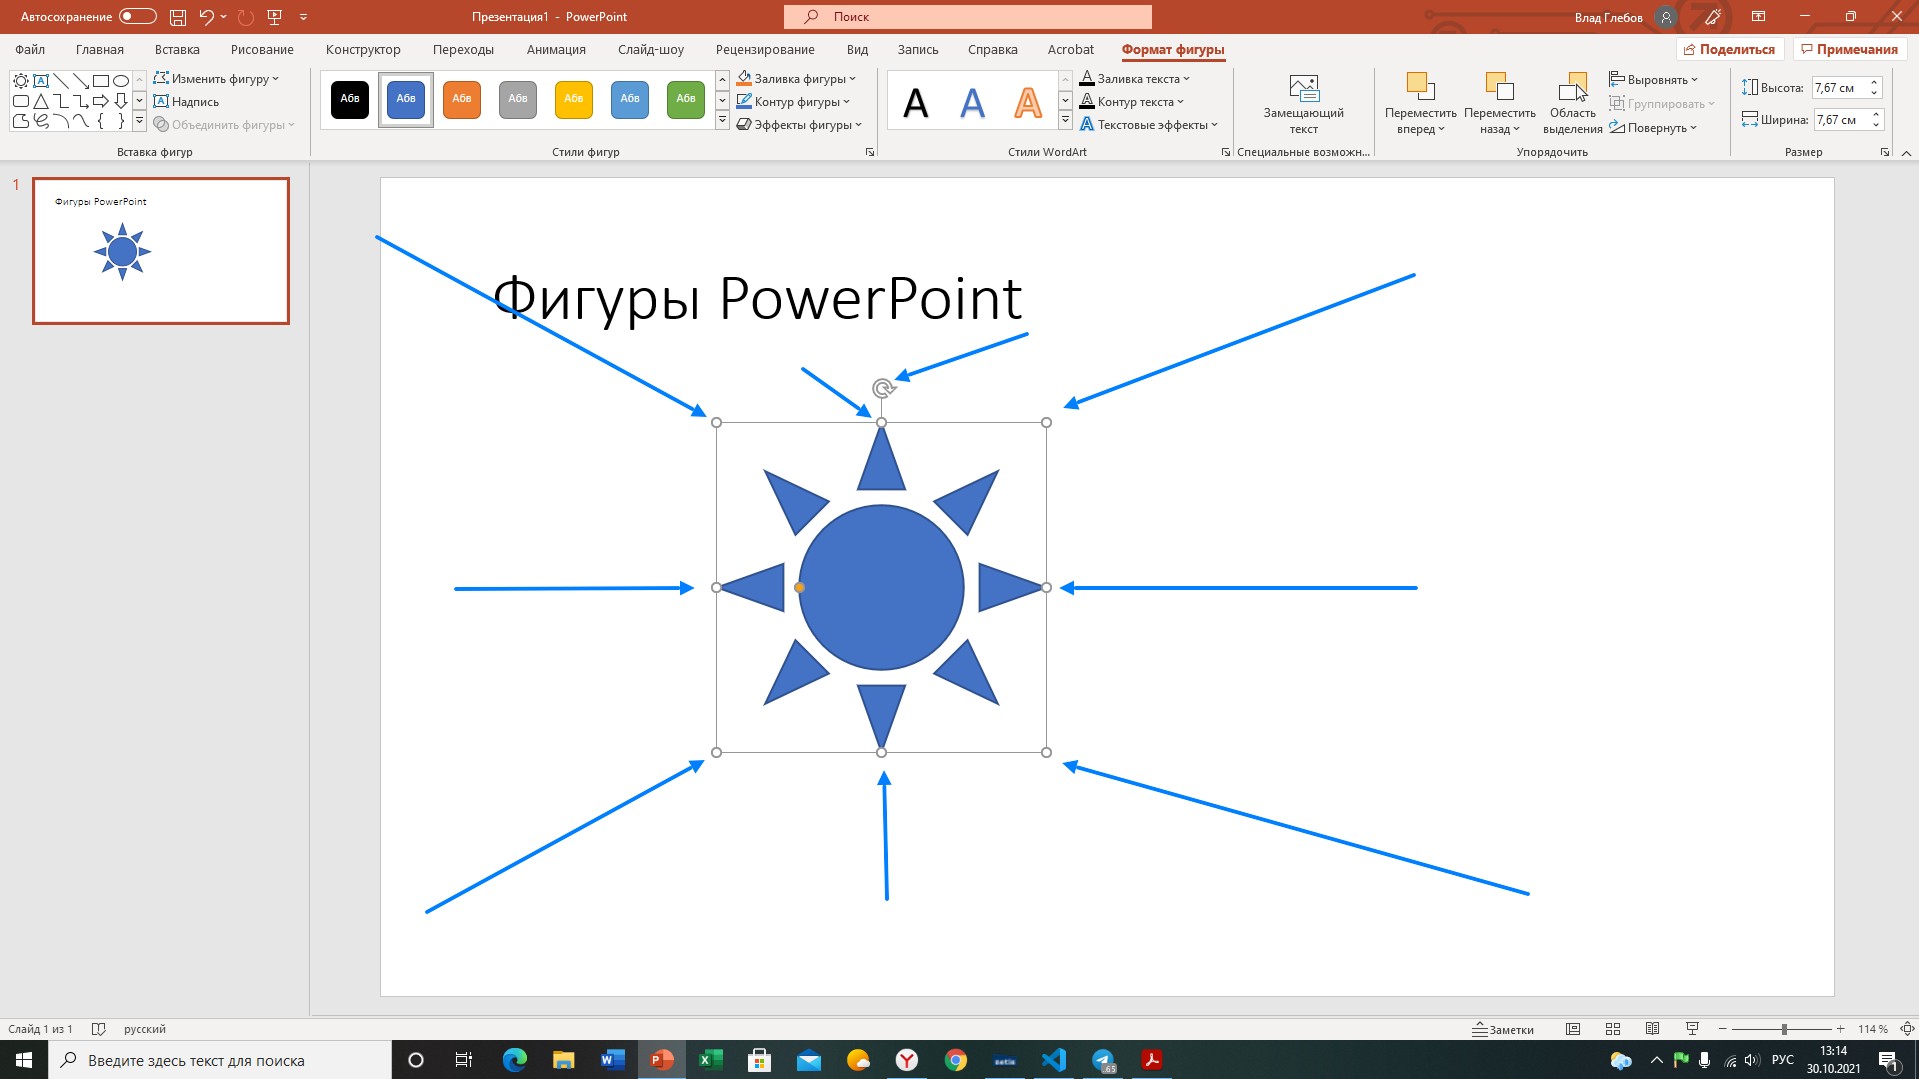 Автосохранение
Презентация1 - PowerPoint
Поиск
Влад Глебов
Файл Главная Вставка Рисование Конструктор Переходы Анимация Слайд-шоу Рецензирование Вид Запись Справка Acrobat Формат фигуры
Поделиться
Примечания
Изменить фигуру
Надпись
Объединить фигуры
Вставка фигур
Абв Абв Абв Абв Абв Абв Абв
Заливка фигуры
Контур фигуры
Эффекты фигуры
Стили фигур
A A A
Заливка текста
Контур текста
Текстовые эффекты
Стили WordArt
Замещающий
текст
Специальные возможн...
Переместить
вперед
Переместить
назад
Область
выделения
Выровнять
Группировать
Повернуть
Упорядочить
Высота: 7,67 см
Ширина: 7,67 см
Размер
1
Фигуры PowerPoint
Фигуры PowerPoint
Слайд 1 из 1
русский
Заметки
114 %
Введите здесь текст для поиска
65
РУС
13:14
30.10.2021
1